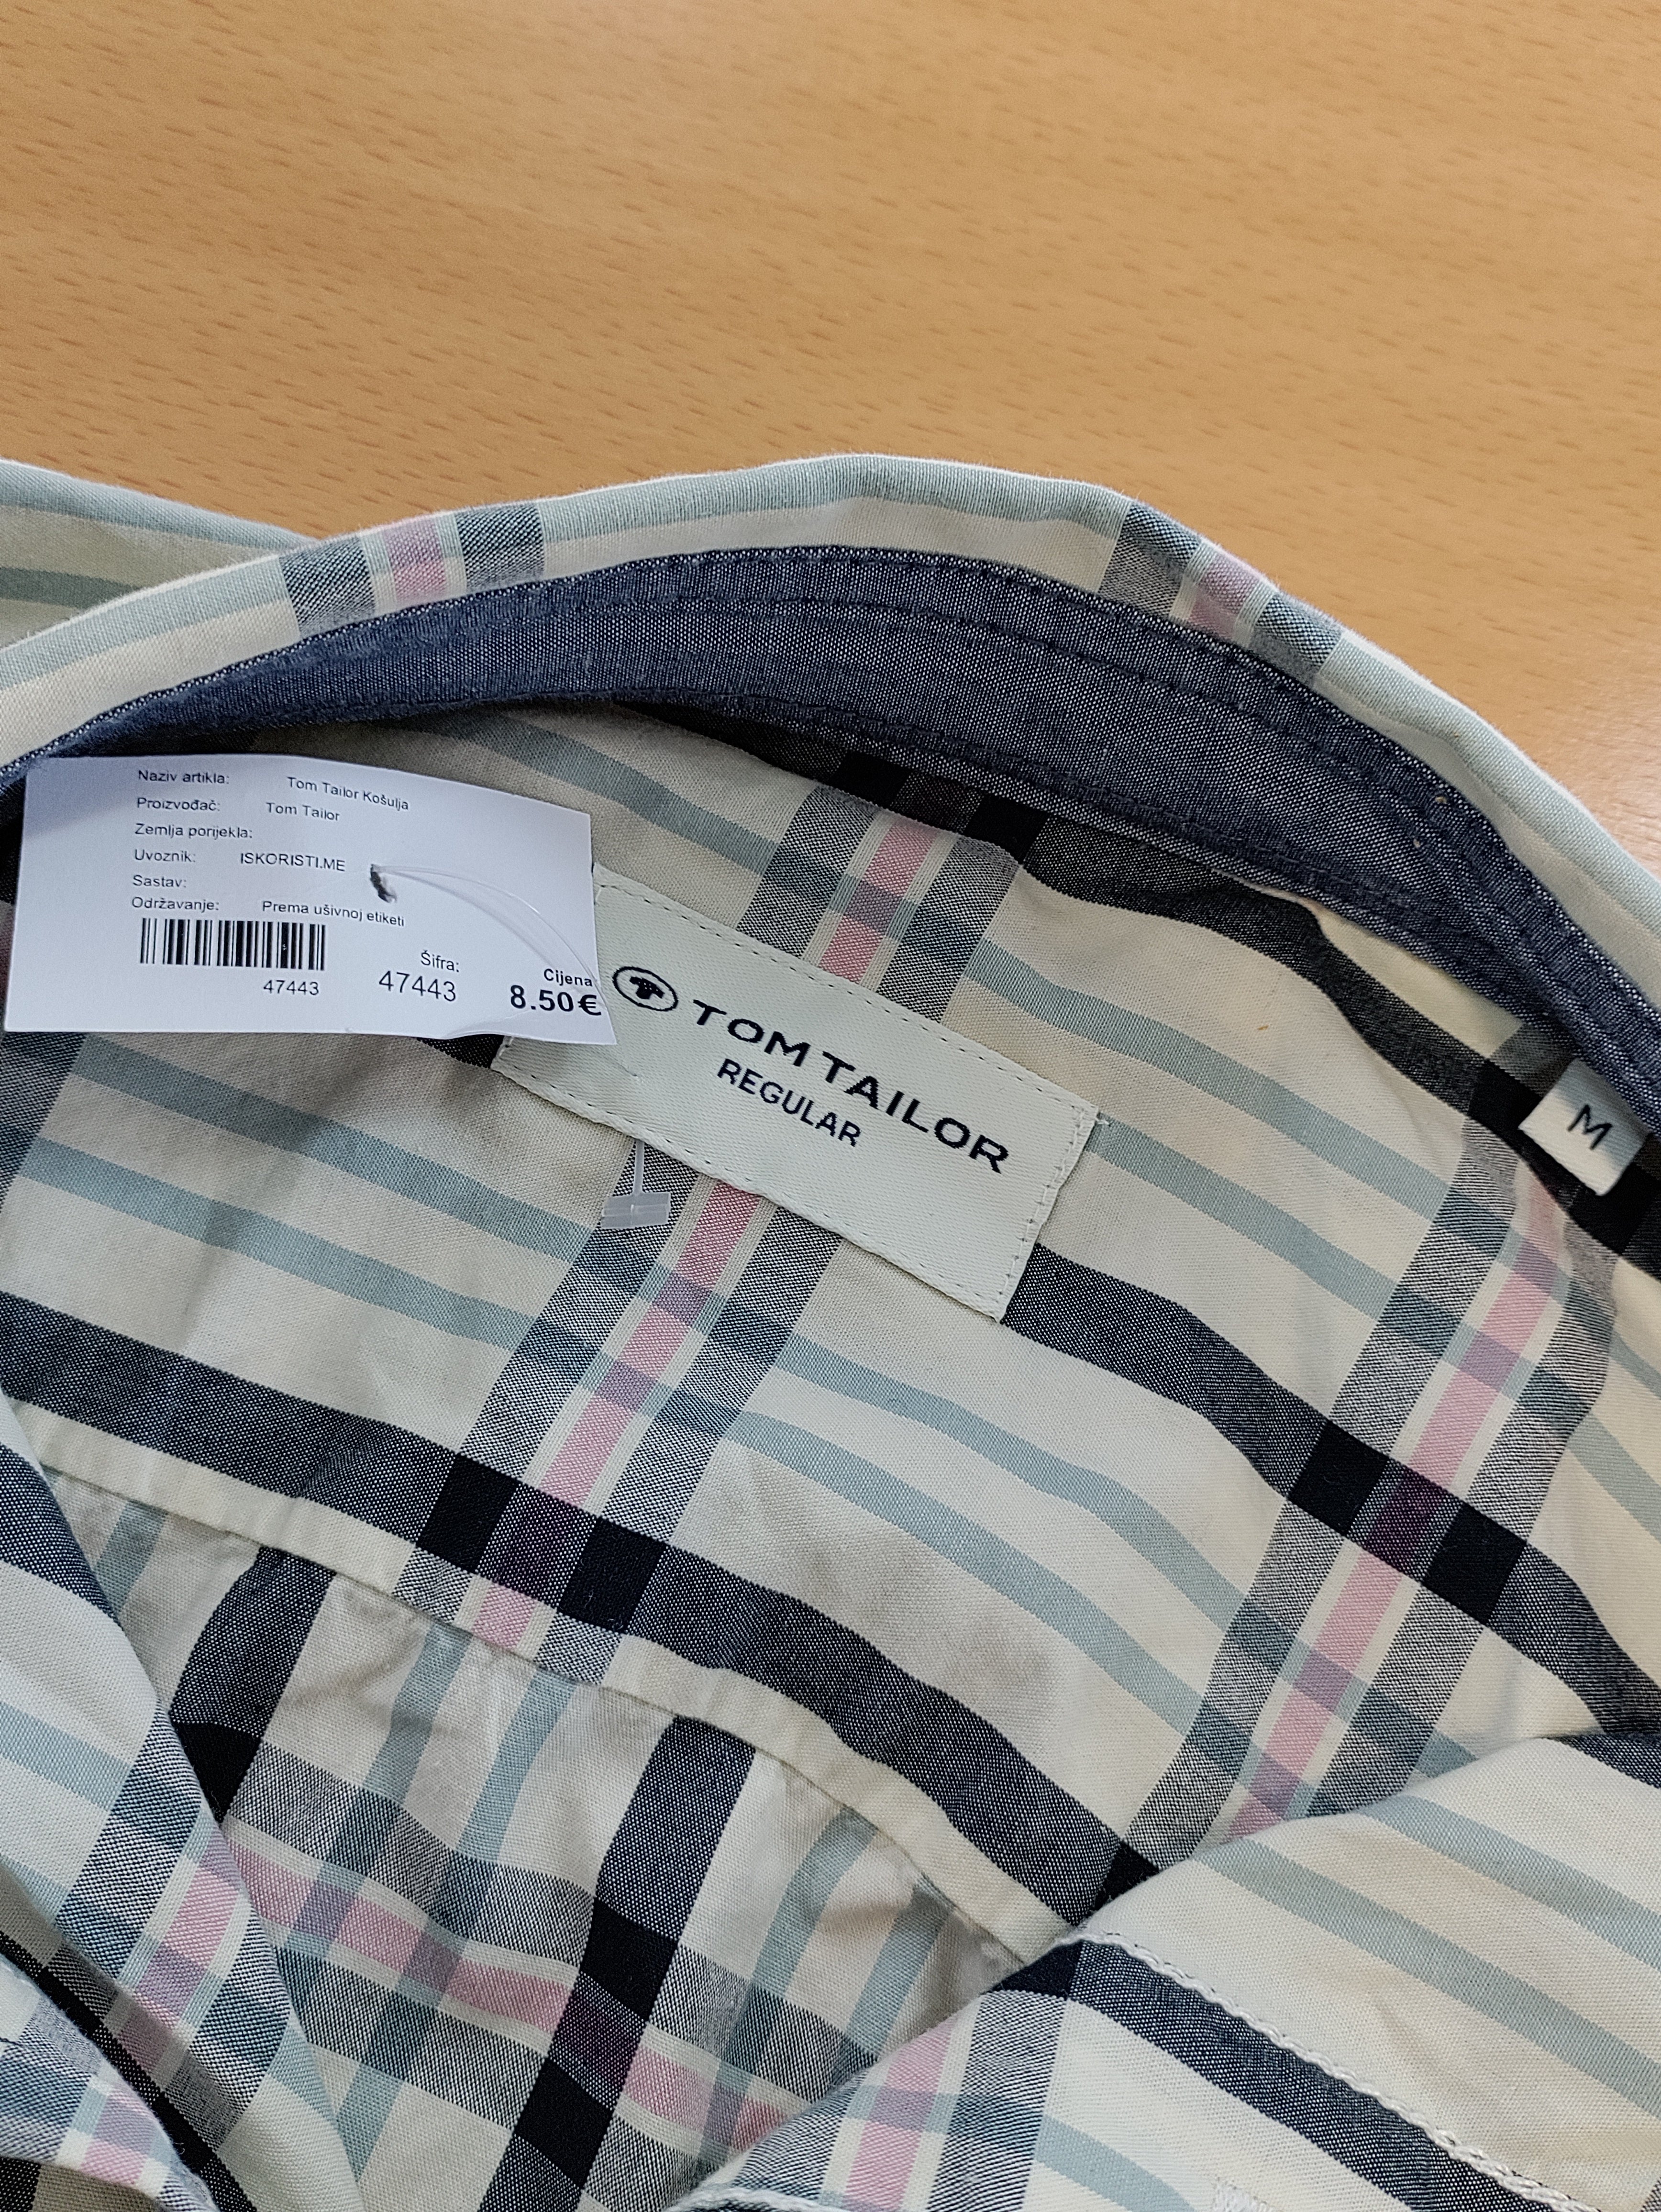 Naziv artikla: Tom Tailor Košulja
Proizvođač: Tom Tailor
Zemlja porijekla:
Uvoznik: ISKORISTI.ME
Sastav:
Održavanje: Prema ušivnoj etiketi
47443
Šifra:
47443
Cijena
8.50€
TOM TAILOR
REGULAR
M